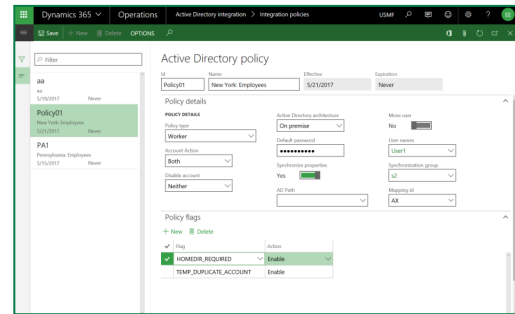 Dynamics 365 Operations Active Directory integration > Integration policies USMF ?
Save + New Delete OPTIONS
Filter
aa
aa
5/19/2017 Never
Policy01
New York: Employees
5/21/2017 Never
PA1
Pennsylvania: Employees
5/15/2017 Never
Active Directory policy
Id Name Effective Expiration
Policy01 New York: Employees 5/21/2017 Never
Policy details
POLICY DETAILS Active Directory architecture Move user
Policy type On premise No
Worker Default password User names
Account Action ●●●●●●●●●● User1
Both Synchronize properties Synchronization group
Disable account Yes s2
Neither AD Path Mapping id
AX
Policy flags
+ New Delete
Flag Action
HOMEDIR_REQUIRED Enable
TEMP_DUPLICATE_ACCOUNT Enable